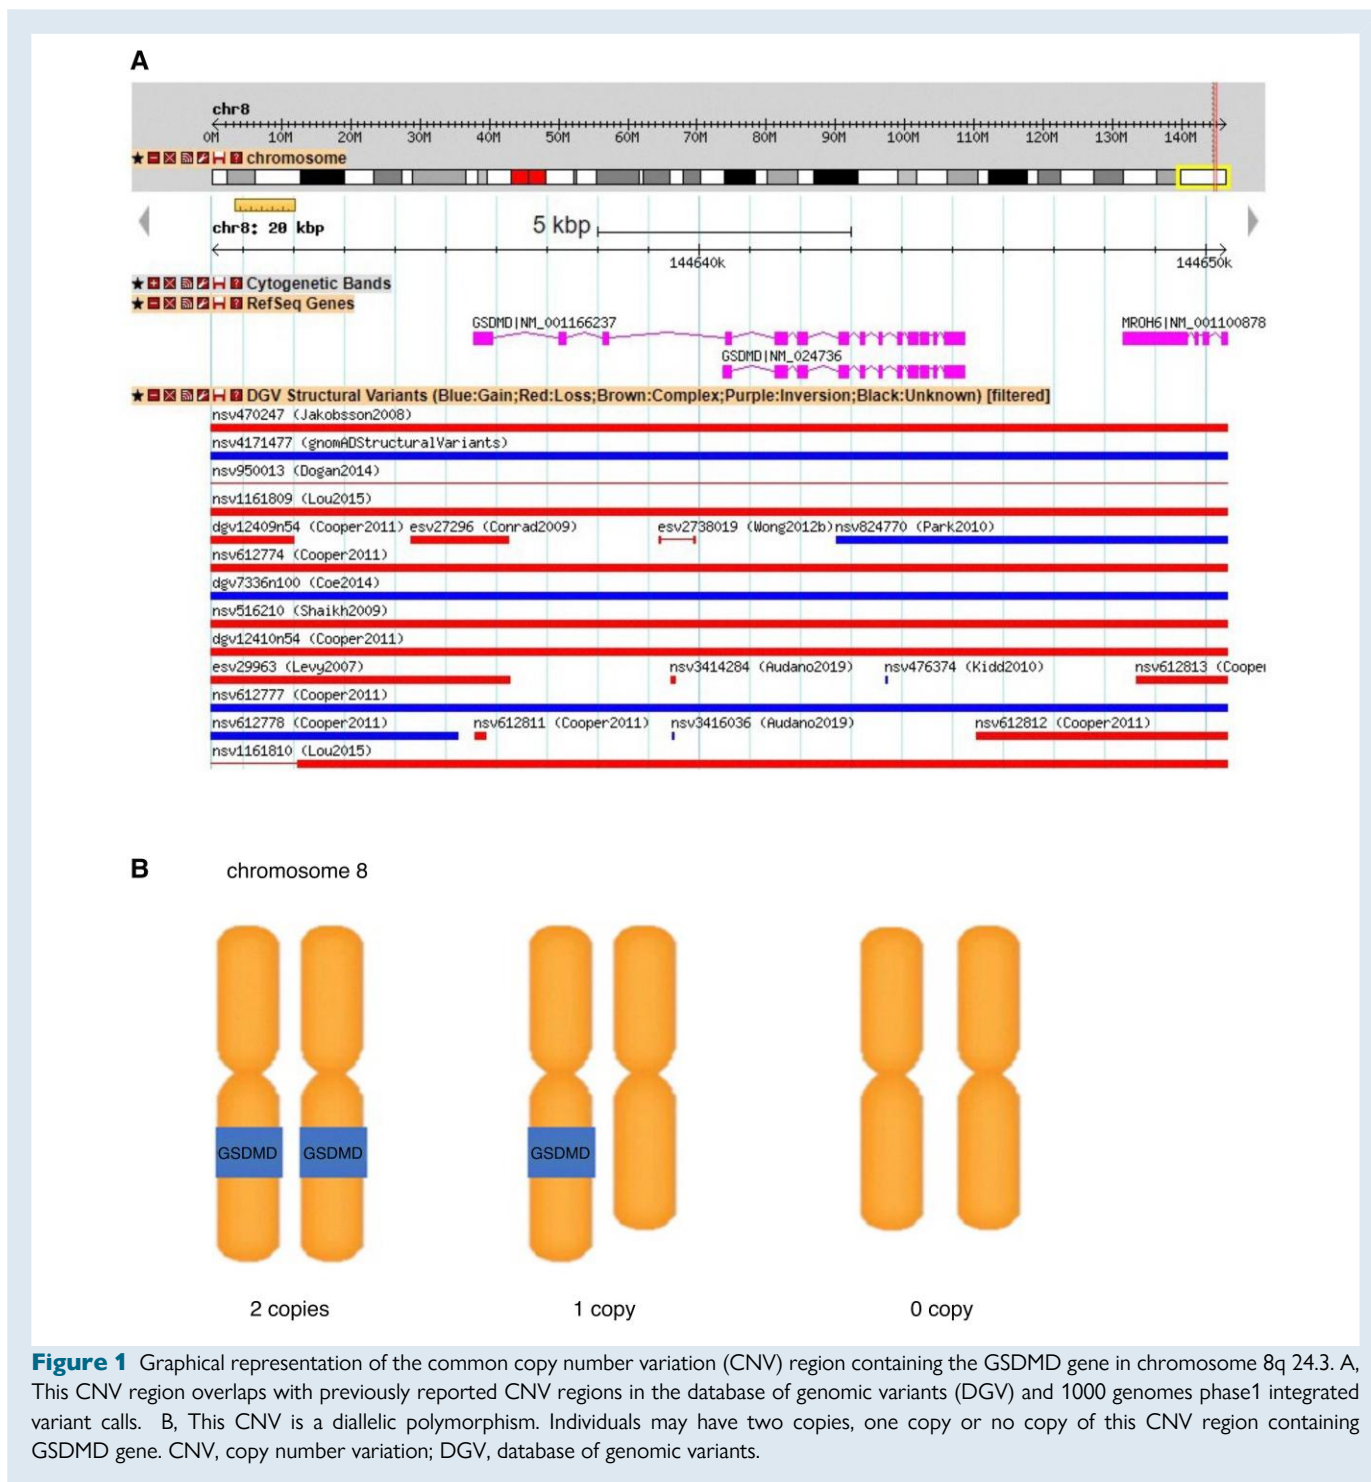 A
chr8
0M 10M 20M 30M 40M 50M 60M 70M 80M 90M 100M 110M 120M 130M 140M
chromosome
chr8: 20 kbp
5 kbp
144640k 144650k
Cytogenetic Bands
RefSeq Genes
GSDMD|NM_001166237 MROH6|NM_001100878
GSDMD|NM_024736
DGV Structural Variants (Blue:Gain;Red:Loss;Brown:Complex;Purple:Inversion;Black:Unknown) [filtered]
nsv470247 (Jakobsson2008)
nsv4171477 (gnomADStructuralVariants)
nsv950013 (Dogan2014)
nsv1161809 (Lou2015)
dgv12409n54 (Cooper2011) esv27296 (Conrad2009) esv2738019 (Wong2012b) nsv824770 (Park2010)
nsv612774 (Cooper2011)
dgv7336n100 (Coe2014)
nsv516210 (Shaikh2009)
dgv12410n54 (Cooper2011)
esv29963 (Levy2007) nsv3414284 (Audano2019) nsv476374 (Kidd2010) nsv612813 (Cooper
nsv612777 (Cooper2011)
nsv612778 (Cooper2011) nsv612811 (Cooper2011) nsv3416036 (Audano2019) nsv612812 (Cooper2011)
nsv1161810 (Lou2015)
B
chromosome 8
GSDMD GSDMD GSDMD
2 copies 1 copy 0 copy
Figure 1 Graphical representation of the common copy number variation (CNV) region containing the GSDMD gene in chromosome 8q 24.3. A,
This CNV region overlaps with previously reported CNV regions in the database of genomic variants (DGV) and 1000 genomes phase1 integrated
variant calls. B, This CNV is a diallelic polymorphism. Individuals may have two copies, one copy or no copy of this CNV region containing
GSDMD gene. CNV, copy number variation; DGV, database of genomic variants.